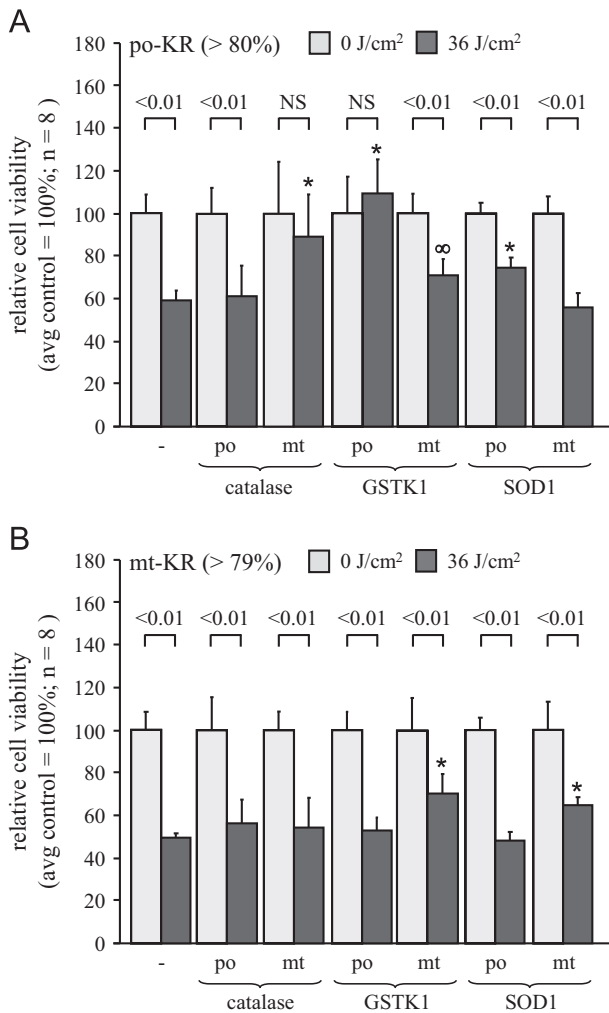 A
po-KR (> 80%) 0 J/cm² 36 J/cm²
<0.01 <0.01 NS NS <0.01 <0.01 <0.01
* * ∞ *
relative cell viability
(avg control = 100%; n = 8)
180
160
140
120
100
80
60
40
20
0
- po mt po mt po mt
catalase GSTK1 SOD1
B
mt-KR (> 79%) 0 J/cm² 36 J/cm²
<0.01 <0.01 <0.01 <0.01 <0.01 <0.01 <0.01
* *
relative cell viability
(avg control = 100%; n = 8)
180
160
140
120
100
80
60
40
20
0
- po mt po mt po mt
catalase GSTK1 SOD1